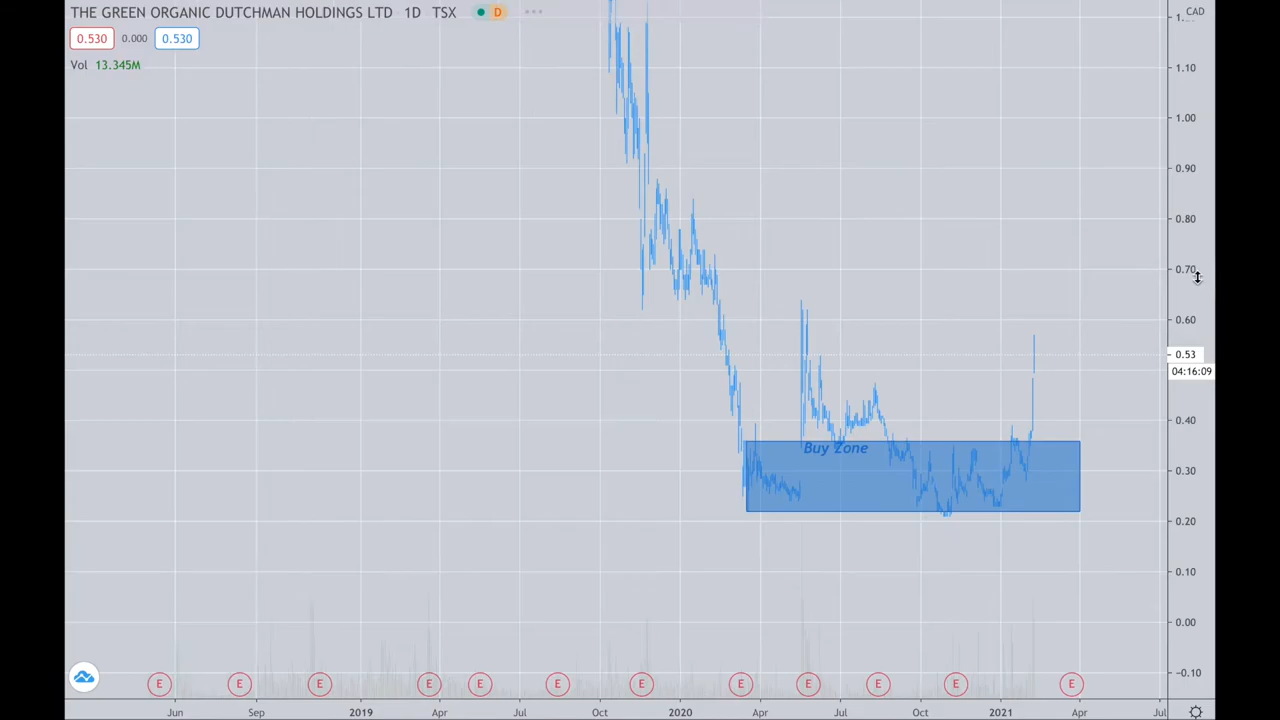 THE GREEN ORGANIC DUTCHMAN HOLDINGS LTD 1D TSX D
CAD
0.530 0.000 0.530
Vol 13.345M
1.10
1.00
0.90
0.80
0.70
0.60
0.53
04:16:09
0.40
Buy Zone
0.30
0.20
0.10
0.00
−0.10
E E E E E E E E E E E E
Jun Sep 2019 Apr Jul Oct 2020 Apr Jul Oct 2021 Apr Jul